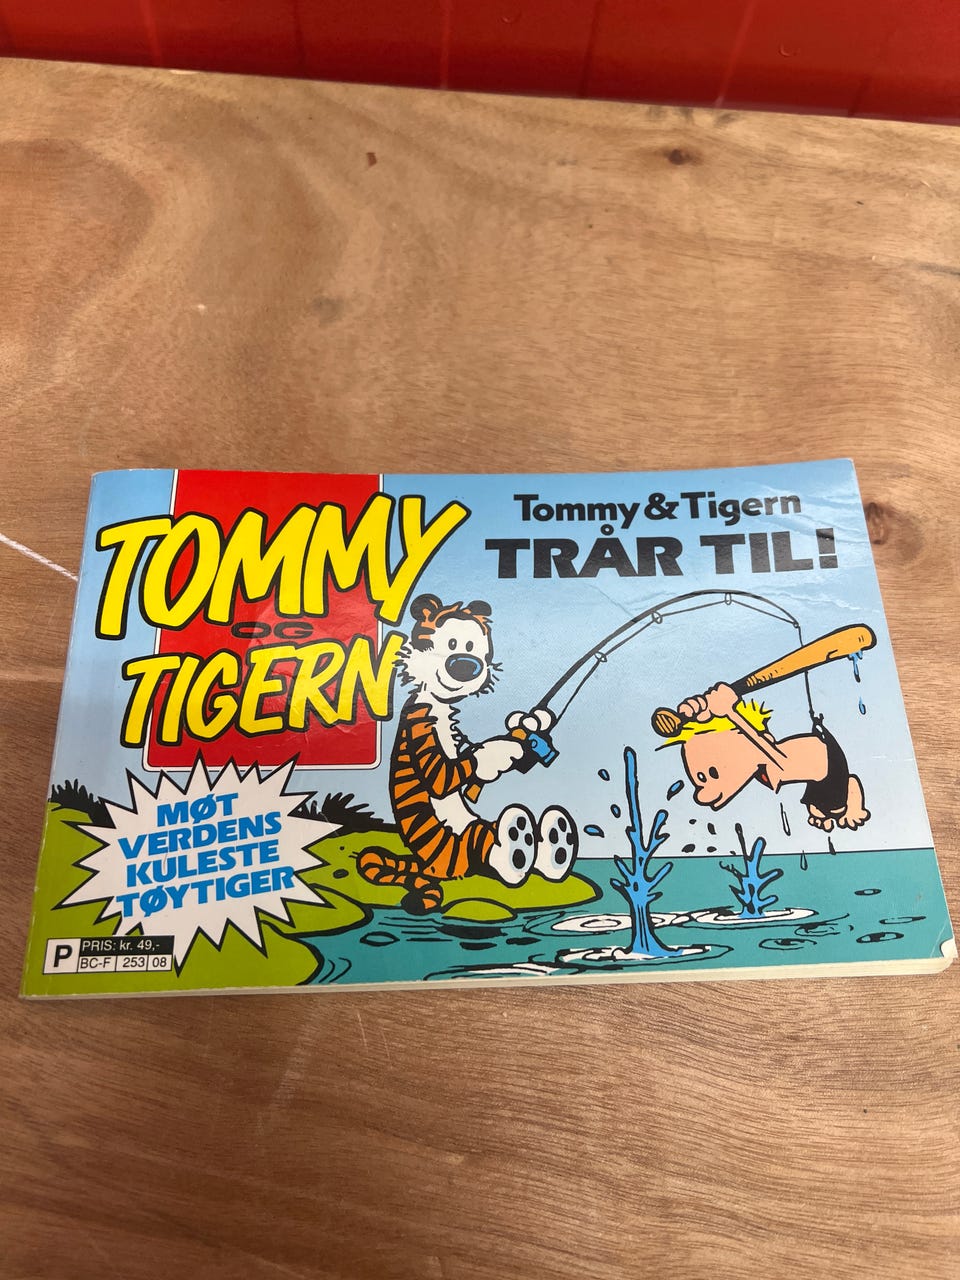 TOMMY
OG
TIGERN
Tommy & Tigern
TRÅR TIL!
MØT
VERDENS
KULESTE
TØYTIGER
P
PRIS: kr. 49,-
BC-F 253 08